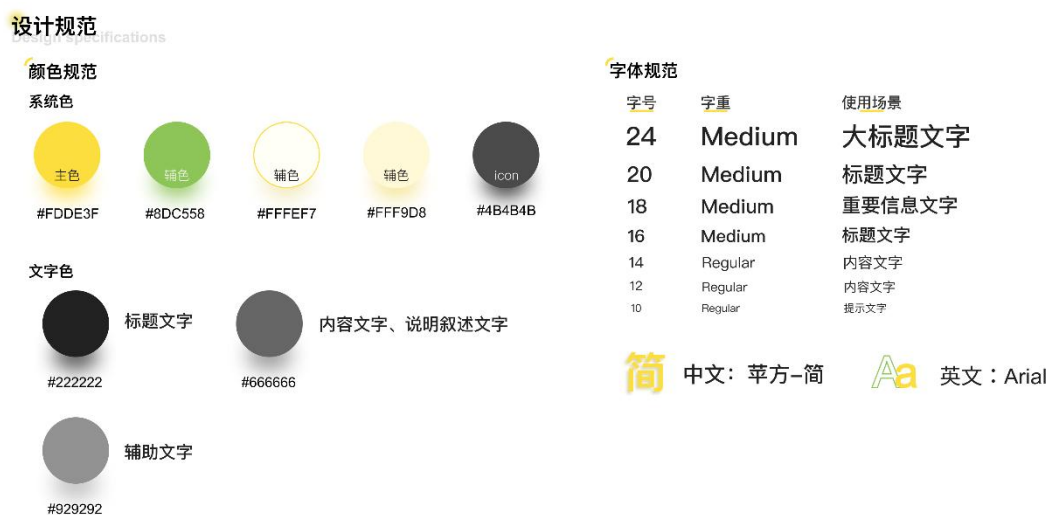 设计规范
Design specifications
颜色规范
系统色
主色 辅色 辅色 辅色 icon
#FDDE3F #8DC558 #FFFEF7 #FFF9D8 #4B4B4B
文字色
标题文字 内容文字、说明叙述文字
#222222 #666666
辅助文字
#929292
字体规范
字号 字重 使用场景
24 Medium 大标题文字
20 Medium 标题文字
18 Medium 重要信息文字
16 Medium 标题文字
14 Regular 内容文字
12 Regular 内容文字
10 Regular 提示文字
简 中文：苹方-简 Aa 英文：Arial